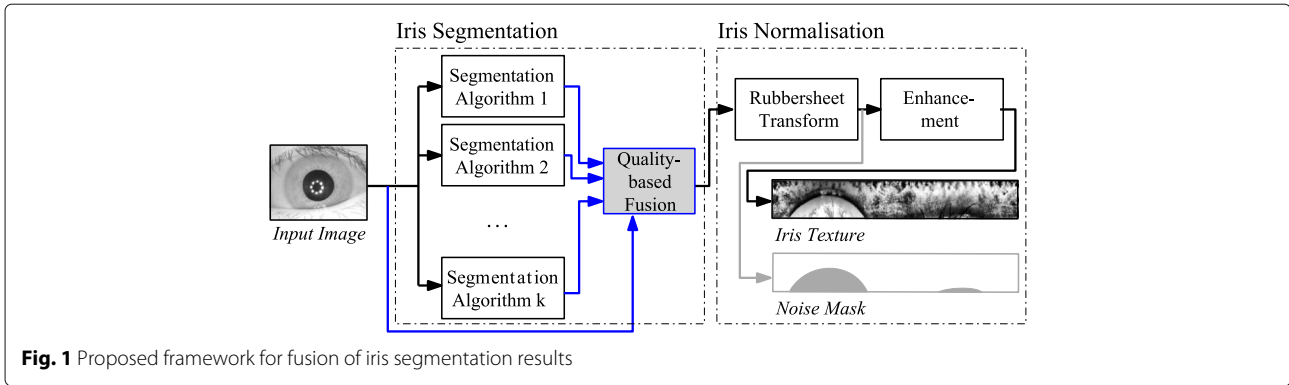 Iris Segmentation
Iris Normalisation
Segmentation
Algorithm 1
Segmentation
Algorithm 2
...
Segmentation
Algorithm k
Input Image
Quality-
based
Fusion
Rubbersheet
Transform
Enhance-
ment
Iris Texture
Noise Mask
Fig. 1 Proposed framework for fusion of iris segmentation results